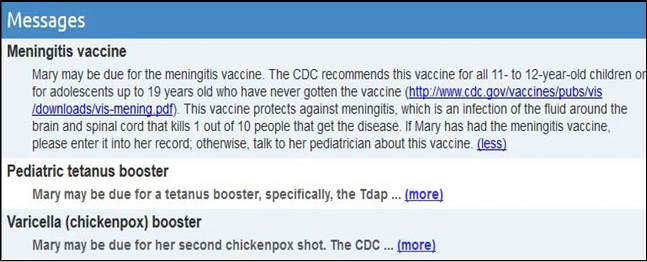 Messages
Meningitis vaccine
Mary may be due for the meningitis vaccine. The CDC recommends this vaccine for all 11- to 12-year-old children or
for adolescents up to 19 years old who have never gotten the vaccine (http://www.cdc.gov/vaccines/pubs/vis
/downloads/vis-mening.pdf). This vaccine protects against meningitis, which is an infection of the fluid around the
brain and spinal cord that kills 1 out of 10 people that get the disease. If Mary has had the meningitis vaccine,
please enter it into her record; otherwise, talk to her pediatrician about this vaccine. (less)
Pediatric tetanus booster
Mary may be due for a tetanus booster, specifically, the Tdap ... (more)
Varicella (chickenpox) booster
Mary may be due for her second chickenpox shot. The CDC ... (more)